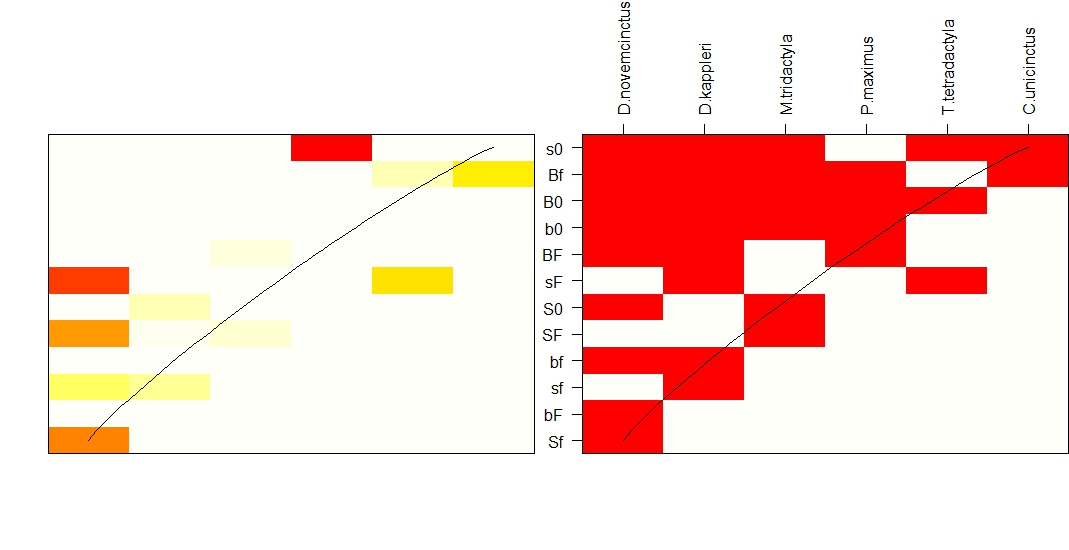 D.novemcinctus
D.kappleri
M.tridactyla
P.maximus
T.tetradactyla
C.unicinctus
s0
Bf
B0
b0
BF
sF
S0
SF
bf
sf
bF
Sf